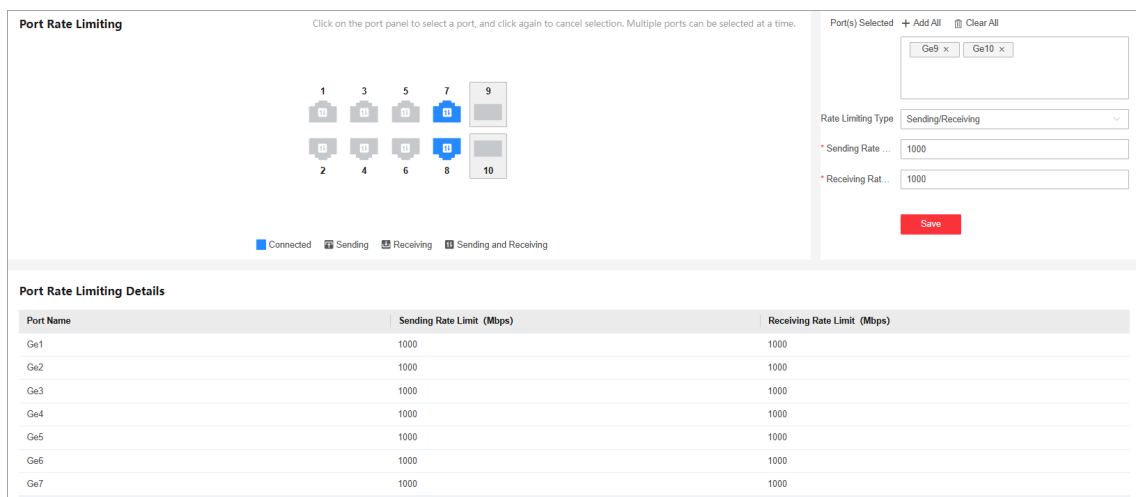 Port Rate Limiting
Click on the port panel to select a port, and click again to cancel selection. Multiple ports can be selected at a time.
1 3 5 7 9
2 4 6 8 10
Connected Sending Receiving Sending and Receiving
Port(s) Selected + Add All Clear All
Ge9 × Ge10 ×
Rate Limiting Type Sending/Receiving
* Sending Rate ... 1000
* Receiving Rat... 1000
Save
Port Rate Limiting Details
Port Name Sending Rate Limit (Mbps) Receiving Rate Limit (Mbps)
Ge1 1000 1000
Ge2 1000 1000
Ge3 1000 1000
Ge4 1000 1000
Ge5 1000 1000
Ge6 1000 1000
Ge7 1000 1000